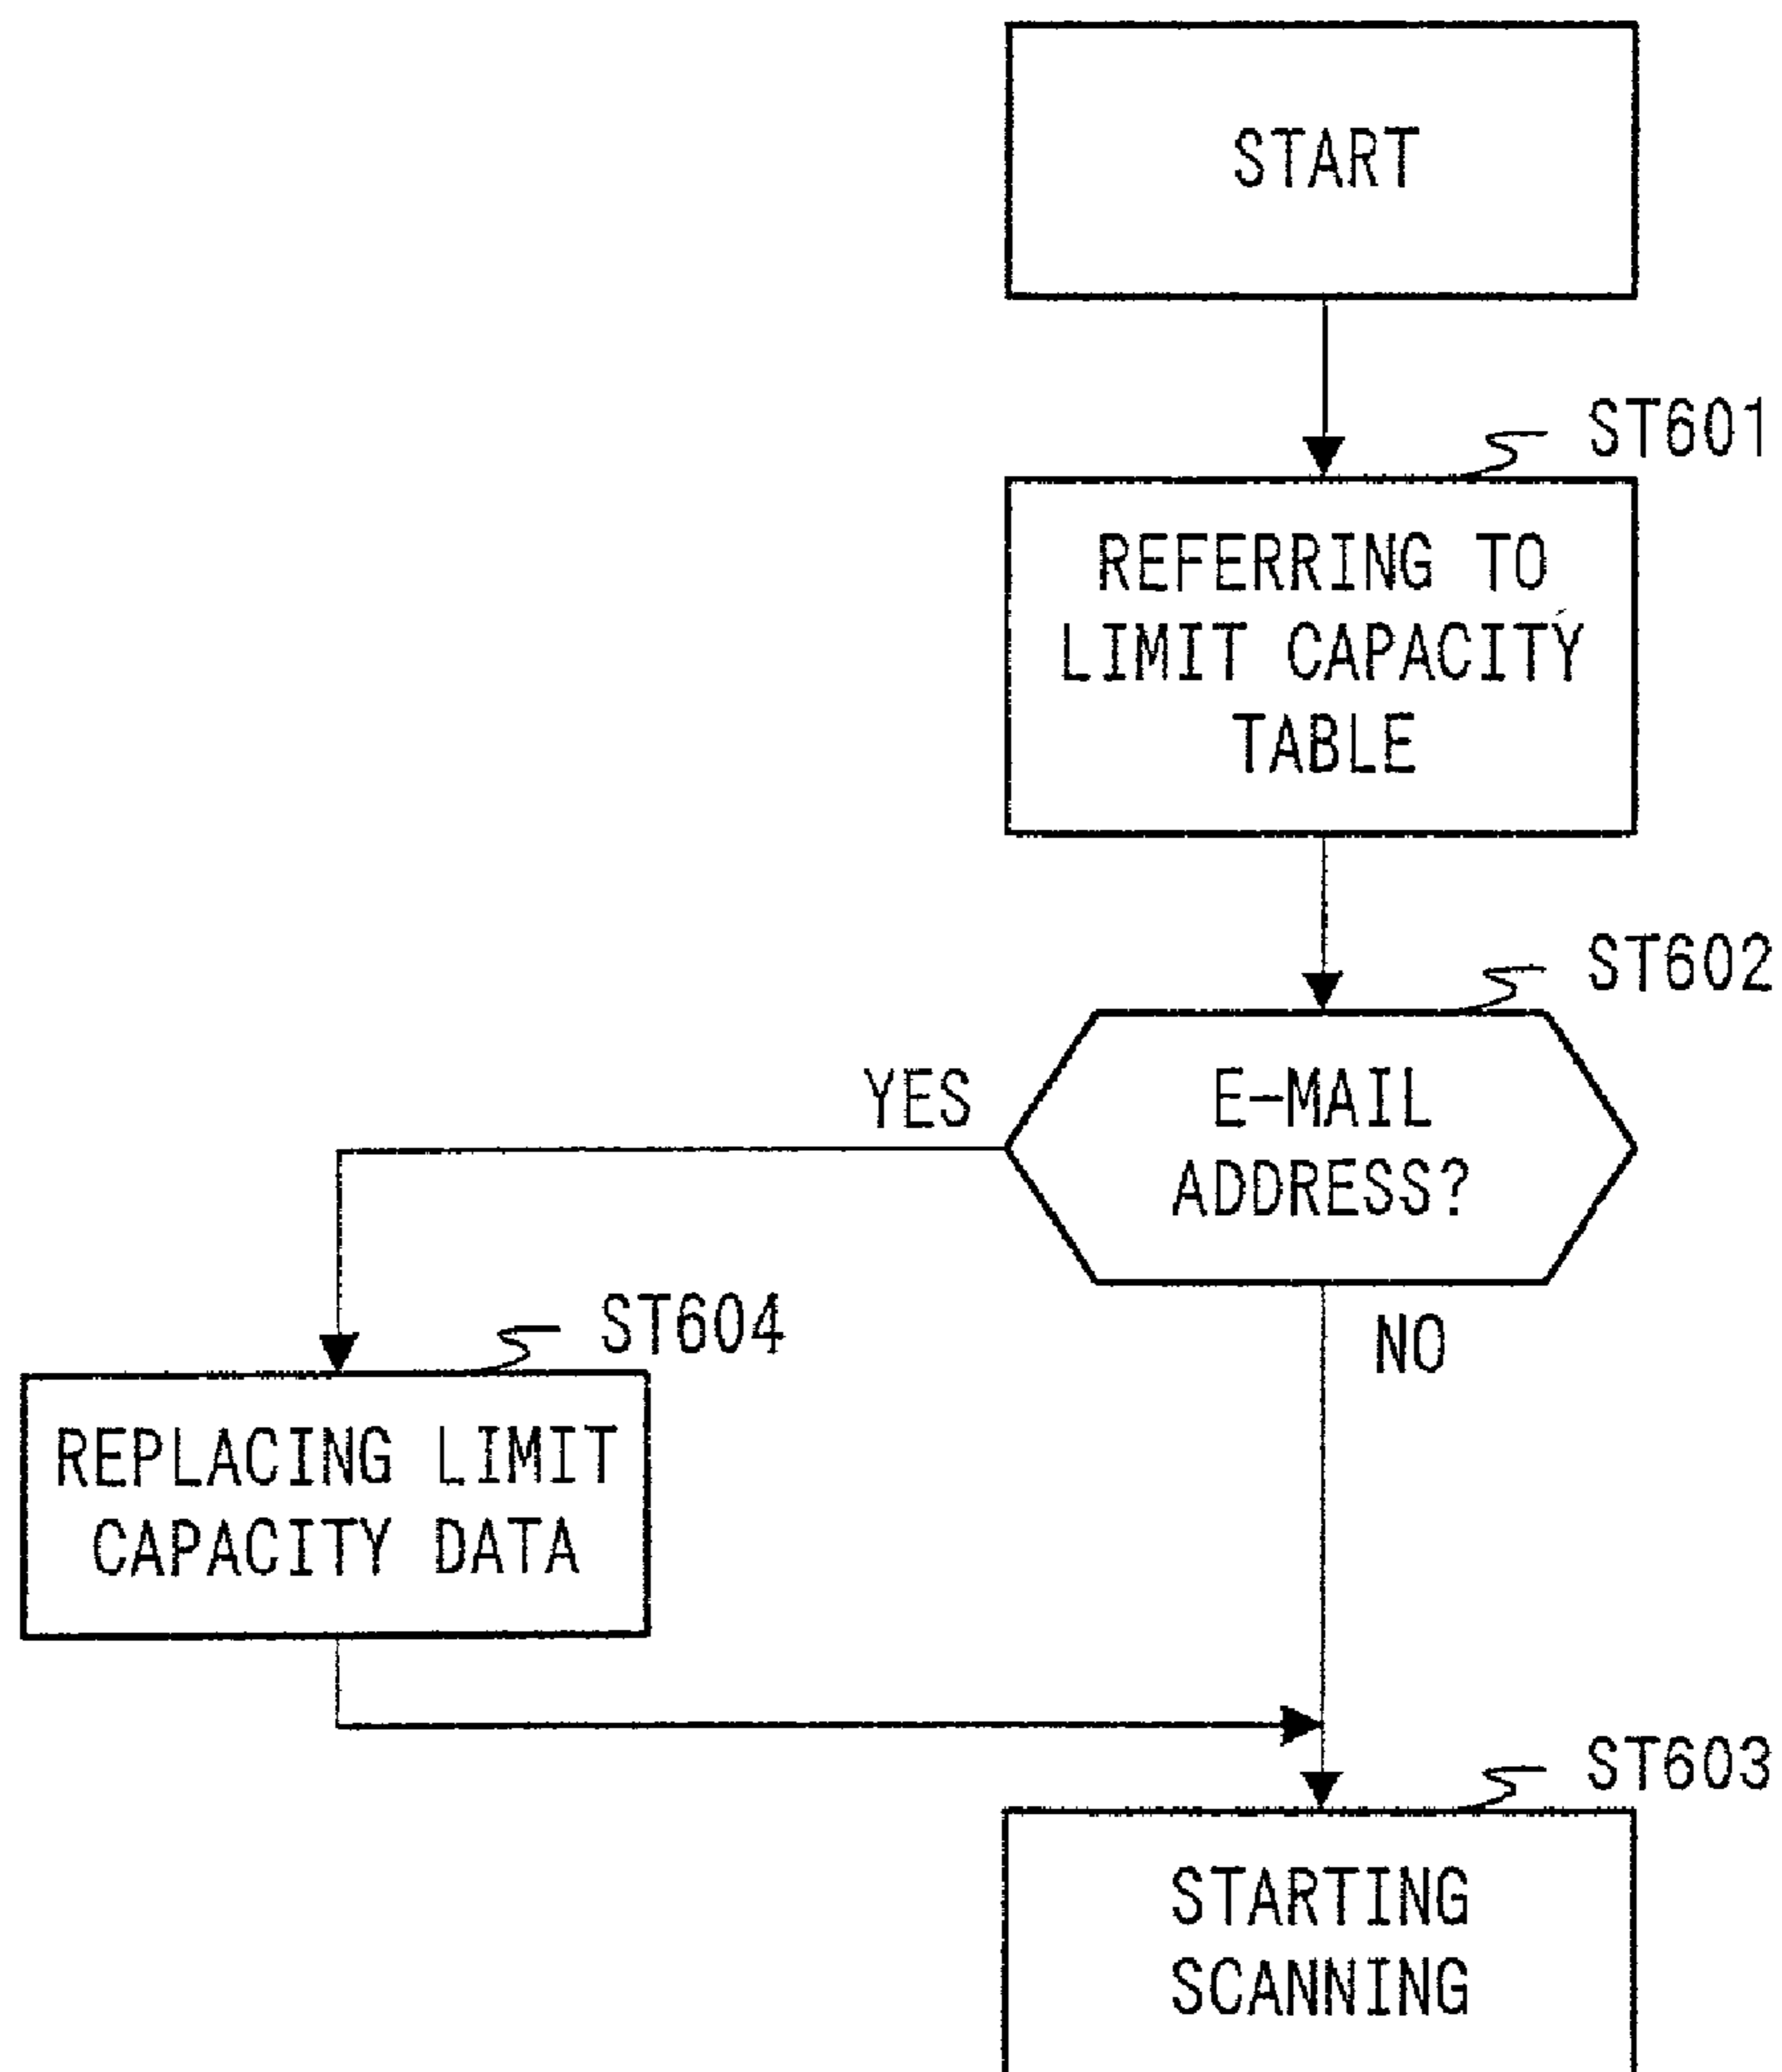 START
ST601
REFERRING TO
LIMIT CAPACITY
TABLE
ST602
YES
E-MAIL
ADDRESS?
ST604
NO
REPLACING LIMIT
CAPACITY DATA
ST603
STARTING
SCANNING